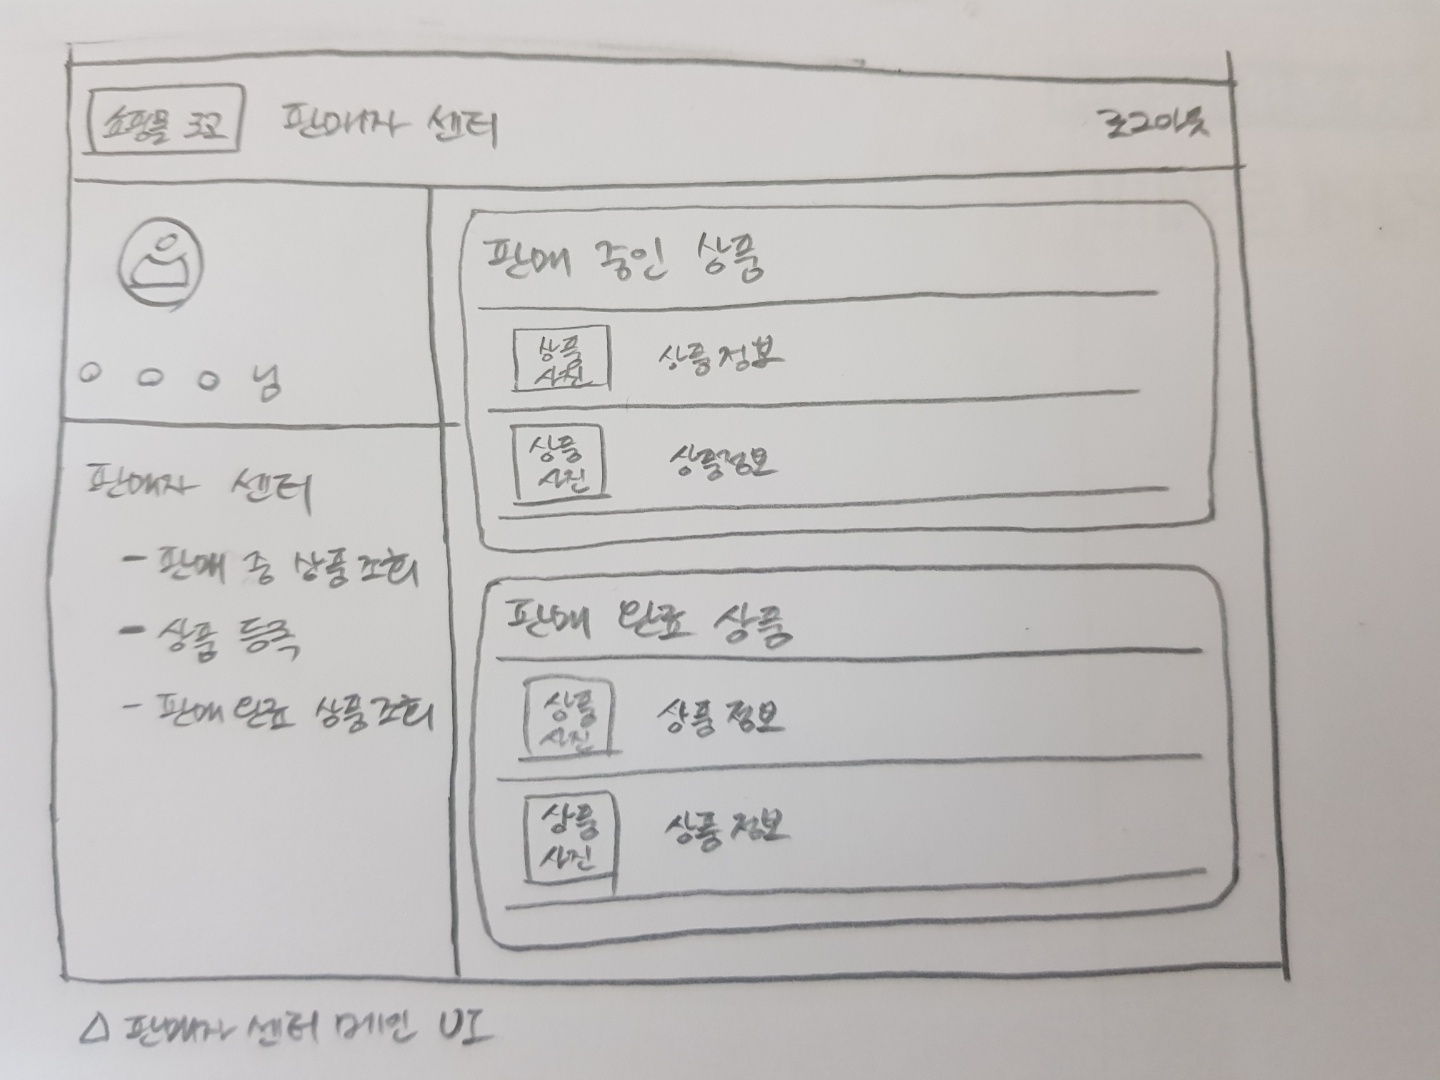 쇼핑몰 로고 판매자 센터 로그아웃
ㅇㅇㅇ님
판매자 센터
- 판매 중 상품 조회
- 상품 등록
- 판매 완료 상품 조회
판매 중인 상품
상품
사진
상품 정보
상품
사진
상품정보
판매 완료 상품
상품
사진
상품 정보
상품
사진
상품 정보
△ 판매자 센터 메인 UI